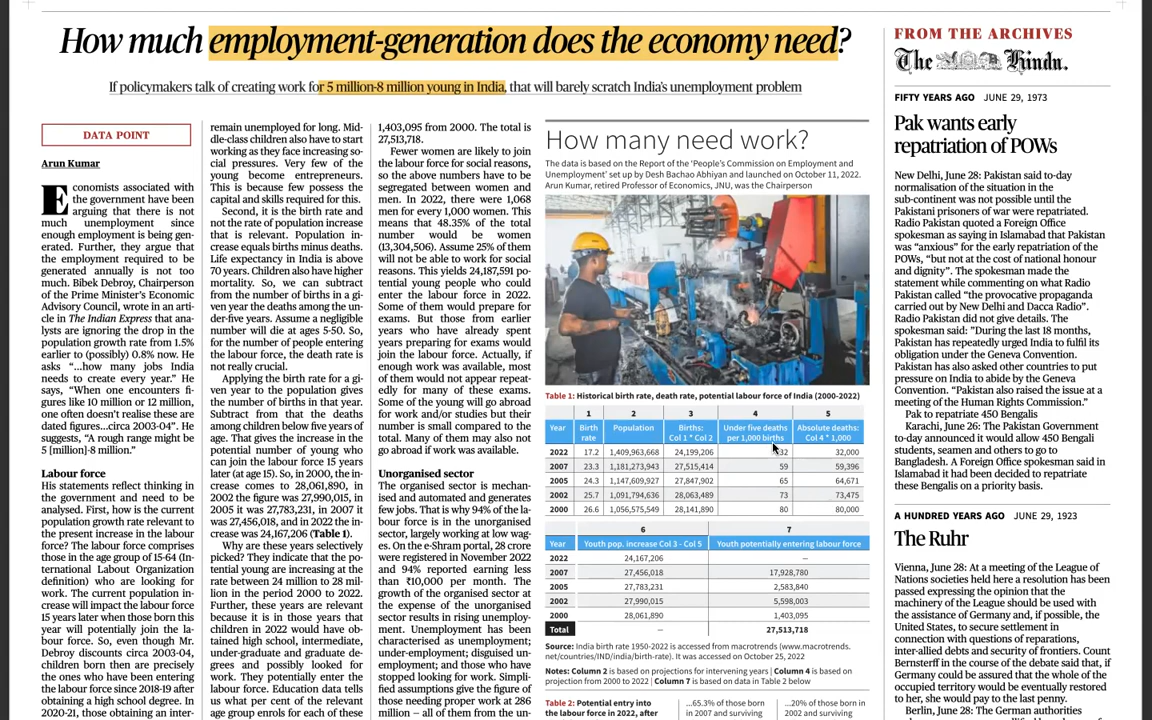 How much employment-generation does the economy need?
If policymakers talk of creating work for 5 million-8 million young in India, that will barely scratch India's unemployment problem
DATA POINT
Arun Kumar
Economists associated with
the government have been
arguing that there is not
much unemployment since
enough employment is being gen-
erated. Further, they argue that
the employment required to be
generated annually is not too
much. Bibek Debroy, Chairperson
of the Prime Minister's Economic
Advisory Council, wrote in an arti-
cle in The Indian Express that ana-
lysts are ignoring the drop in the
population growth rate from 1.5%
earlier to (possibly) 0.8% now. He
asks "...how many jobs India
needs to create every year." He
says, "When one encounters fi-
gures like 10 million or 12 million,
one often doesn't realise these are
dated figures...circa 2003-04". He
suggests, "A rough range might be
5 [million]-8 million."
Labour force
His statements reflect thinking in
the government and need to be
analysed. First, how is the current
population growth rate relevant to
the present increase in the labour
force? The labour force comprises
those in the age group of 15-64 (In-
ternational Labour Organization
definition) who are looking for
work. The current population in-
crease will impact the labour force
15 years later when those born this
year will potentially join the la-
bour force. So, even though Mr.
Debroy discounts circa 2003-04,
children born then are precisely
the ones who have been entering
the labour force since 2018-19 after
obtaining a high school degree. In
2020-21, those obtaining an inter-
remain unemployed for long. Mid-
dle-class children also have to start
working as they face increasing so-
cial pressures. Very few of the
young become entrepreneurs.
This is because few possess the
capital and skills required for this.
Second, it is the birth rate and
not the rate of population increase
that is relevant. Population in-
crease equals births minus deaths.
Life expectancy in India is above
70 years. Children also have higher
mortality. So, we can subtract
from the number of births in a gi-
ven year the deaths among the un-
der-five years. Assume a negligible
number will die at ages 5-50. So,
for the number of people entering
the labour force, the death rate is
not really crucial.
Applying the birth rate for a gi-
ven year to the population gives
the number of births in that year.
Subtract from that the deaths
among children below five years of
age. That gives the increase in the
potential number of young who
can join the labour force 15 years
later (at age 15). So, in 2000, the in-
crease comes to 28,061,890, in
2002 the figure was 27,990,015, in
2005 it was 27,783,231, in 2007 it
was 27,456,018, and in 2022 the in-
crease was 24,167,206 (Table 1).
Why are these years selectively
picked? They indicate that the po-
tential young are increasing at the
rate between 24 million to 28 mil-
lion in the period 2000 to 2022.
Further, these years are relevant
because it is in those years that
children in 2022 would have ob-
tained high school, intermediate,
under-graduate and graduate de-
grees and possibly looked for
work. They potentially enter the
labour force. Education data tells
us what per cent of the relevant
age group enrols for each of these
1,403,095 from 2000. The total is
27,513,718.
Fewer women are likely to join
the labour force for social reasons,
so the above numbers have to be
segregated between women and
men. In 2022, there were 1,068
men for every 1,000 women. This
means that 48.35% of the total
number would be women
(13,304,506). Assume 25% of them
will not be able to work for social
reasons. This yields 24,187,591 po-
tential young people who could
enter the labour force in 2022.
Some of them would prepare for
exams. But those from earlier
years who have already spent
years preparing for exams would
join the labour force. Actually, if
enough work was available, most
of them would not appear repeat-
edly for many of these exams.
Some of the young will go abroad
for work and/or studies but their
number is small compared to the
total. Many of them may also not
go abroad if work was available.
Unorganised sector
The organised sector is mechan-
ised and automated and generates
few jobs. That is why 94% of the la-
bour force is in the unorganised
sector, largely working at low wag-
es. On the e-Shram portal, 28 crore
were registered in November 2022
and 94% reported earning less
than ₹10,000 per month. The
growth of the organised sector at
the expense of the unorganised
sector results in rising unemploy-
ment. Unemployment has been
characterised as unemployment;
under-employment; disguised un-
employment; and those who have
stopped looking for work. Simpli-
fied assumptions give the figure of
those needing proper work at 286
million – all of them from the un-
How many need work?
The data is based on the Report of the 'People's Commission on Employment and
Unemployment' set up by Desh Bachao Abhiyan and launched on October 11, 2022.
Arun Kumar, retired Professor of Economics, JNU, was the Chairperson
Table 1: Historical birth rate, death rate, potential labour force of India (2000-2022)
1 2 3 4 5
Year Birth rate Population Births: Col 1 * Col 2 Under five deaths per 1,000 births Absolute deaths: Col 4 * 1,000
2022 17.2 1,409,963,668 24,199,206 32 32,000
2007 23.3 1,181,273,943 27,515,414 59 59,396
2005 24.3 1,147,609,927 27,847,902 65 64,671
2002 25.7 1,091,794,636 28,063,489 73 73,475
2000 26.6 1,056,575,549 28,141,890 80 80,000
6 7
Year Youth pop. increase Col 3 - Col 5 Youth potentially entering labour force
2022 24,167,206 —
2007 27,456,018 17,928,780
2005 27,783,231 2,583,840
2002 27,990,015 5,598,003
2000 28,061,890 1,403,095
Total — 27,513,718
Source: India birth rate 1950-2022 is accessed from macrotrends (www.macrotrends.
net/countries/IND/india/birth-rate). It was accessed on October 25, 2022
Notes: Column 2 is based on projections for intervening years | Column 4 is based on
projection from 2000 to 2022 | Column 7 is based on data in Table 2 below
Table 2: Potential entry into
the labour force in 2022, after
...65.3% of those born
in 2007 and surviving
...20% of those born in
2002 and surviving
FROM THE ARCHIVES
The Hindu.
FIFTY YEARS AGO JUNE 29, 1973
Pak wants early
repatriation of POWs
New Delhi, June 28: Pakistan said to-day
normalisation of the situation in the
sub-continent was not possible until the
Pakistani prisoners of war were repatriated.
Radio Pakistan quoted a Foreign Office
spokesman as saying in Islamabad that Pakistan
was "anxious" for the early repatriation of the
POWs, "but not at the cost of national honour
and dignity". The spokesman made the
statement while commenting on what Radio
Pakistan called "the provocative propaganda
carried out by New Delhi and Dacca Radio".
Radio Pakistan did not give details. The
spokesman said: "During the last 18 months,
Pakistan has repeatedly urged India to fulfil its
obligation under the Geneva Convention.
Pakistan has also asked other countries to put
pressure on India to abide by the Geneva
Convention. "Pakistan also raised the issue at a
meeting of the Human Rights Commission."
Pak to repatriate 450 Bengalis
Karachi, June 26: The Pakistan Government
to-day announced it would allow 450 Bengali
students, seamen and others to go to
Bangladesh. A Foreign Office spokesman said in
Islamabad it had been decided to repatriate
these Bengalis on a priority basis.
A HUNDRED YEARS AGO JUNE 29, 1923
The Ruhr
Vienna, June 28: At a meeting of the League of
Nations societies held here a resolution has been
passed expressing the opinion that the
machinery of the League should be used with
the assistance of Germany and, if possible, the
United States, to secure settlement in
connection with questions of reparations,
inter-allied debts and security of frontiers. Count
Bernsterff in the course of the debate said that, if
Germany could be assured that the whole of the
occupied territory would be eventually restored
to her, she would pay to the last penny.
Berlin, June 28: The German authorities